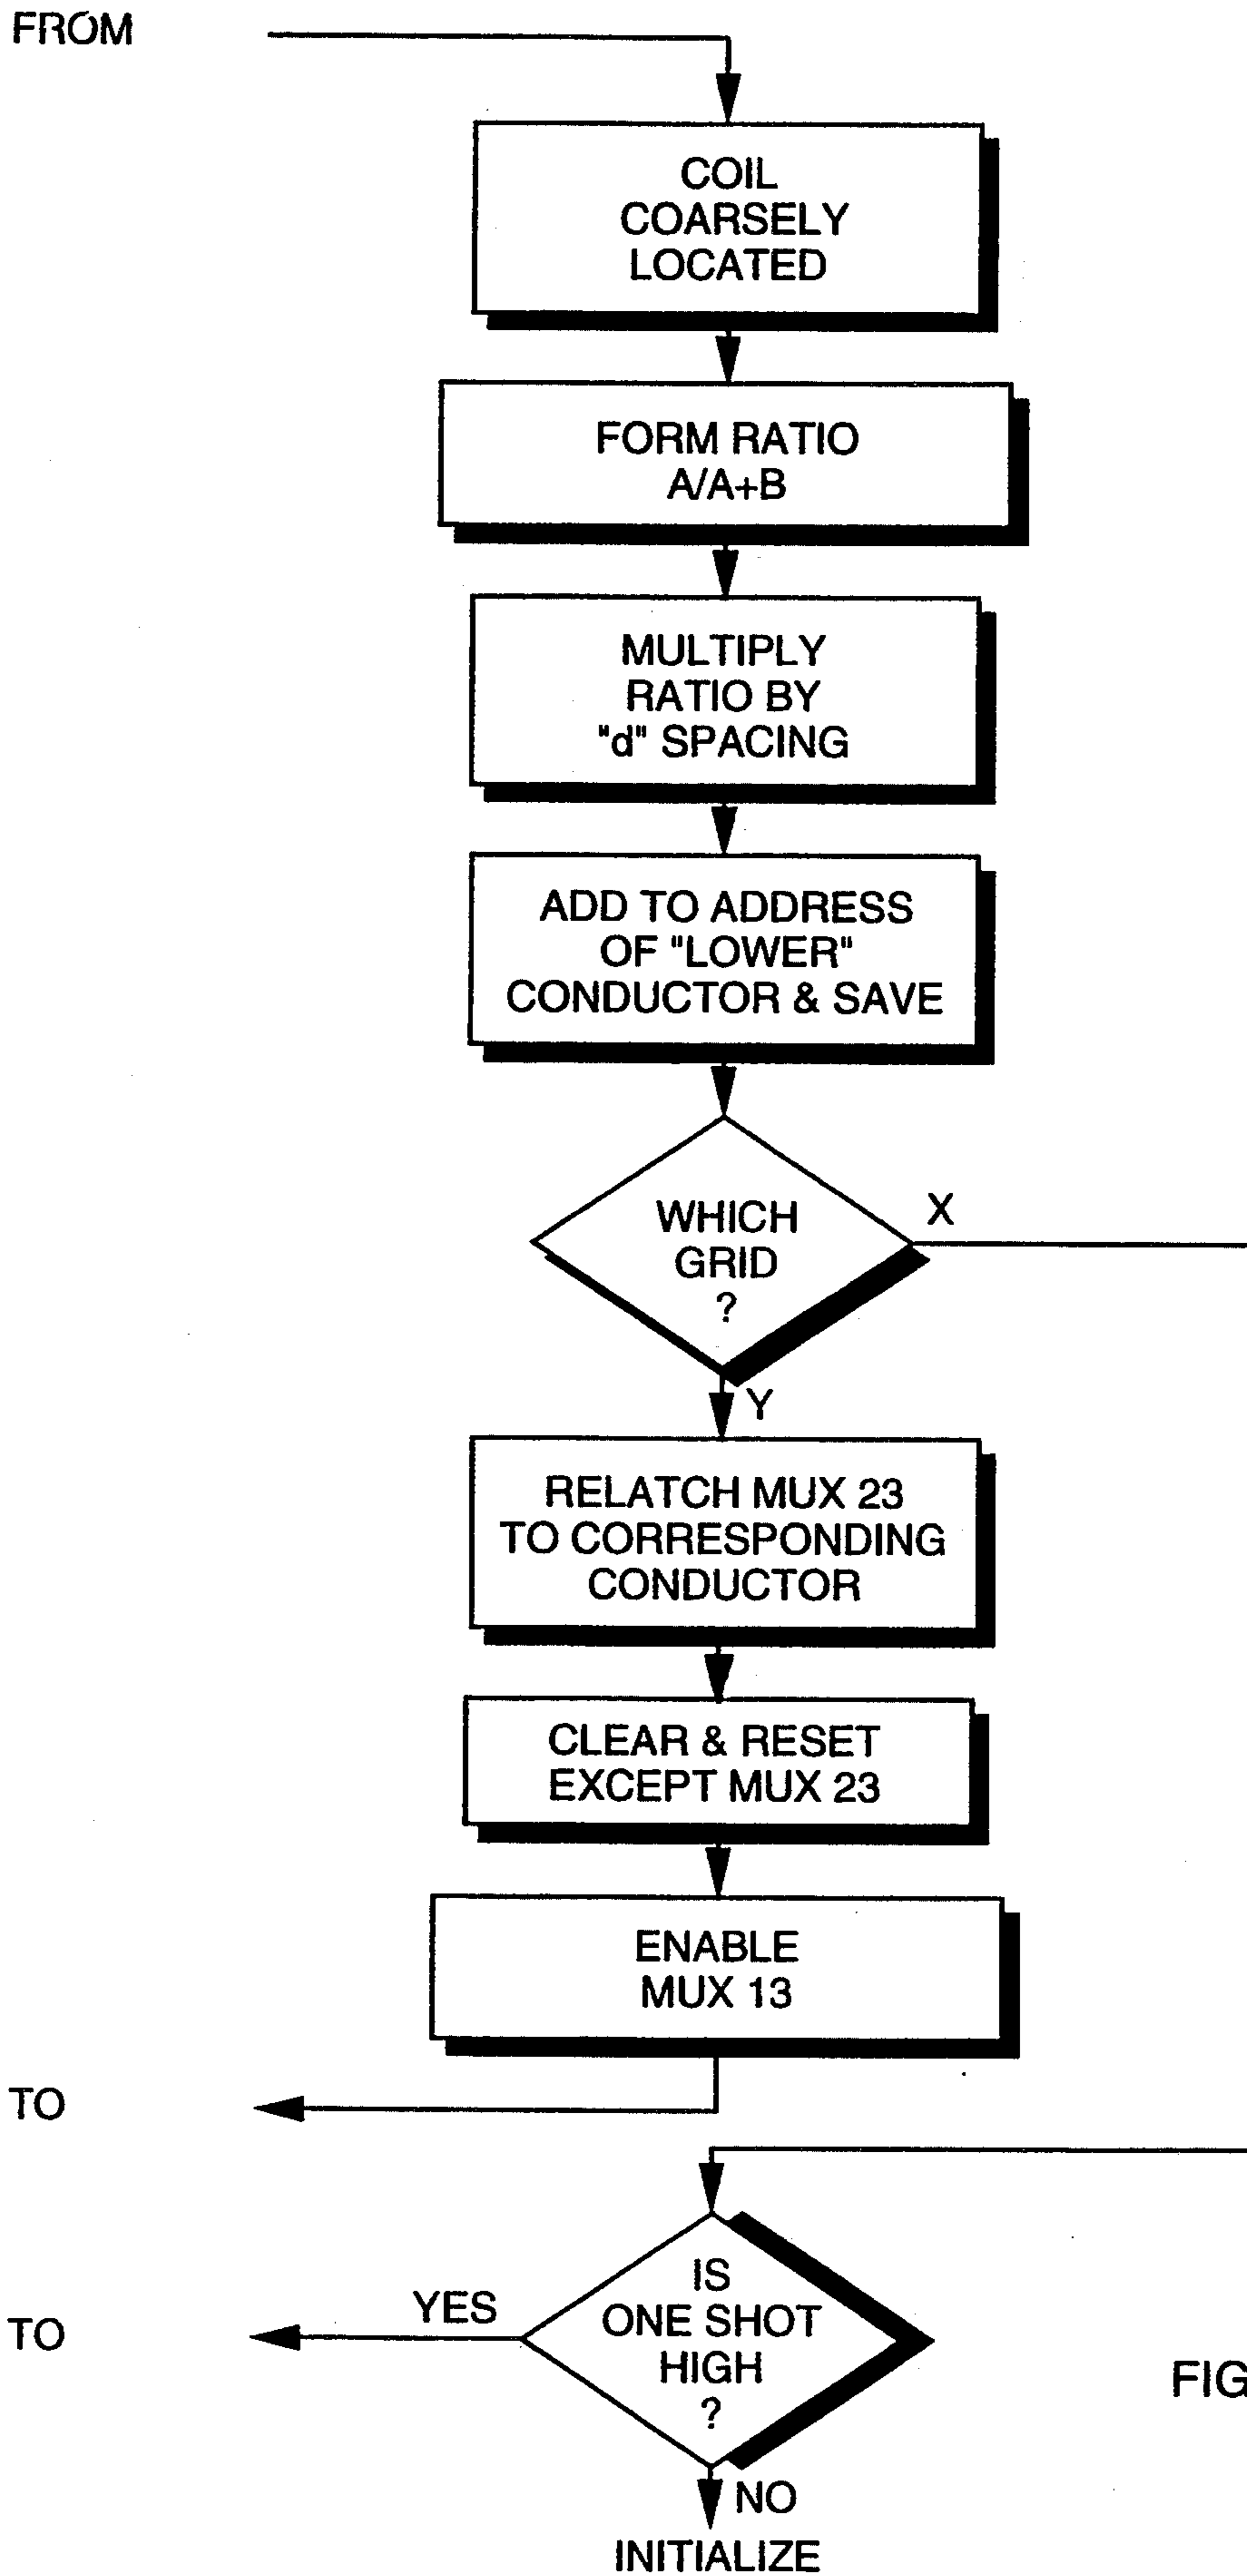 FROM
COIL
COARSELY
LOCATED
FORM RATIO
A/A+B
MULTIPLY
RATIO BY
"d" SPACING
ADD TO ADDRESS
OF "LOWER"
CONDUCTOR & SAVE
WHICH
GRID
?
X
Y
RELATCH MUX 23
TO CORRESPONDING
CONDUCTOR
CLEAR & RESET
EXCEPT MUX 23
ENABLE
MUX 13
TO
IS
ONE SHOT
HIGH
?
YES
TO
FIG
NO
INITIALIZE